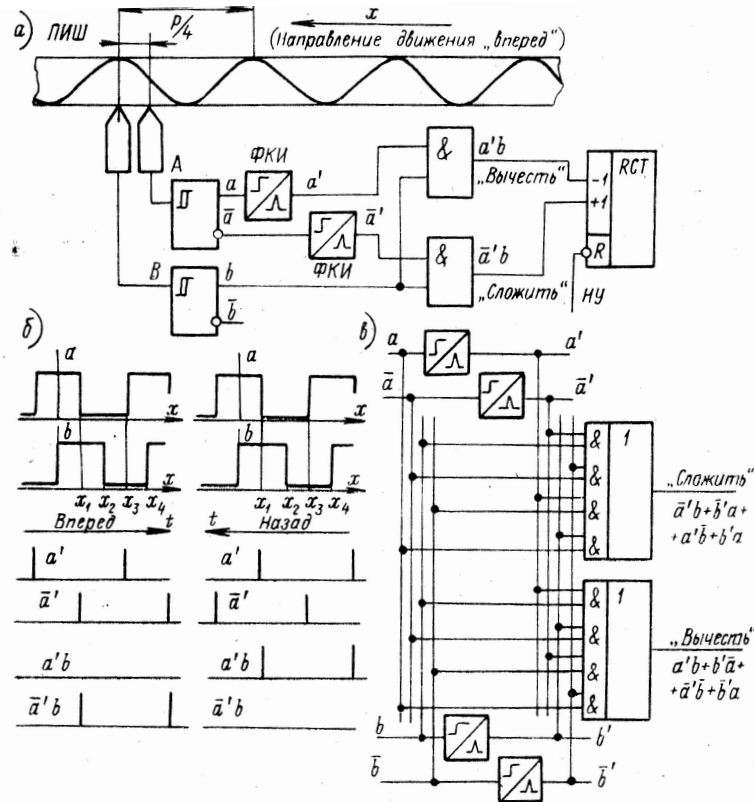 а) ПИШ
P/4
x
(Направление движения „вперед")
A
a
ā
ФКИ
a'
ā'
ФКИ
&
a'b
„Вычесть"
&
ā'b
„Сложить"
-1
+1
RCT
R
НУ
B
b
b̄
б)
a
x
b
x
x₁ x₂ x₃ x₄
Вперед t
a'
ā'
a'b
ā'b
a
x
b
x
x₁ x₂ x₃ x₄
t Назад
a'
ā'
a'b
ā'b
в)
a
a'
ā
ā'
&
&
&
&
1
„Сложить"
ā'b+b̄'a+
+a'b̄+b'a
&
&
&
&
1
„Вычесть"
a'b+b'ā+
+ā'b̄+b̄'a
b
b'
b̄
b̄'